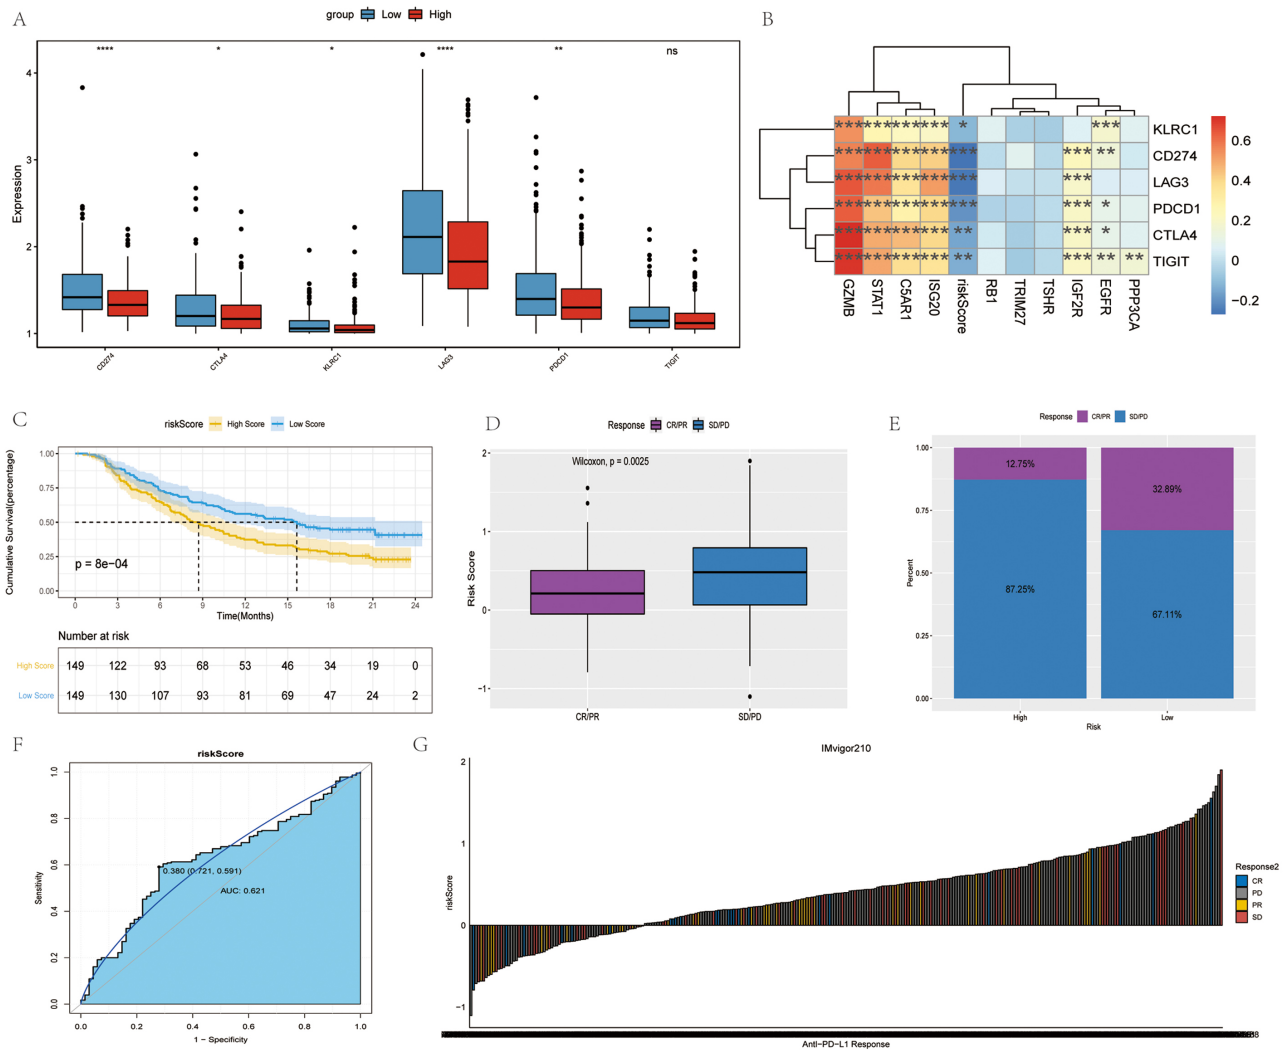 A
group Low High
**** * * **** ** ns
Expression
4
3
2
1
CD274 CTLA4 KLRC1 LAG3 PDCD1 TIGIT
B
*** *** *** *** * *** KLRC1
*** *** *** *** *** *** ** CD274
*** *** *** *** *** *** LAG3
*** *** *** *** *** *** * PDCD1
*** *** *** *** ** *** * CTLA4
*** *** *** *** ** *** ** ** TIGIT
GZMB STAT1 C5AR1 ISG20 riskScore RB1 TRIM27 TSHR IGF2R EGFR PPP3CA
0.6
0.4
0.2
0
−0.2
C
riskScore High Score Low Score
Cumulative Survival(percentage)
1.00
0.75
0.50
0.25
0.00
p = 8e−04
0 3 6 9 12 15 18 21 24
Time(Months)
Number at risk
High Score 149 122 93 68 53 46 34 19 0
Low Score 149 130 107 93 81 69 47 24 2
D
Response CR/PR SD/PD
Wilcoxon, p = 0.0025
Risk Score
2
1
0
−1
CR/PR SD/PD
E
Response CR/PR SD/PD
Percent
1.00
0.75
0.50
0.25
0.00
12.75%
32.89%
87.25%
67.11%
High Low
Risk
F
riskScore
Sensitivity
1.0
0.8
0.6
0.4
0.2
0.0
0.380 (0.721, 0.591)
AUC: 0.621
0.0 0.2 0.4 0.6 0.8 1.0
1 − Specificity
G
IMvigor210
riskScore
2
1
0
−1
Anti−PD−L1 Response
Response2
CR
PD
PR
SD